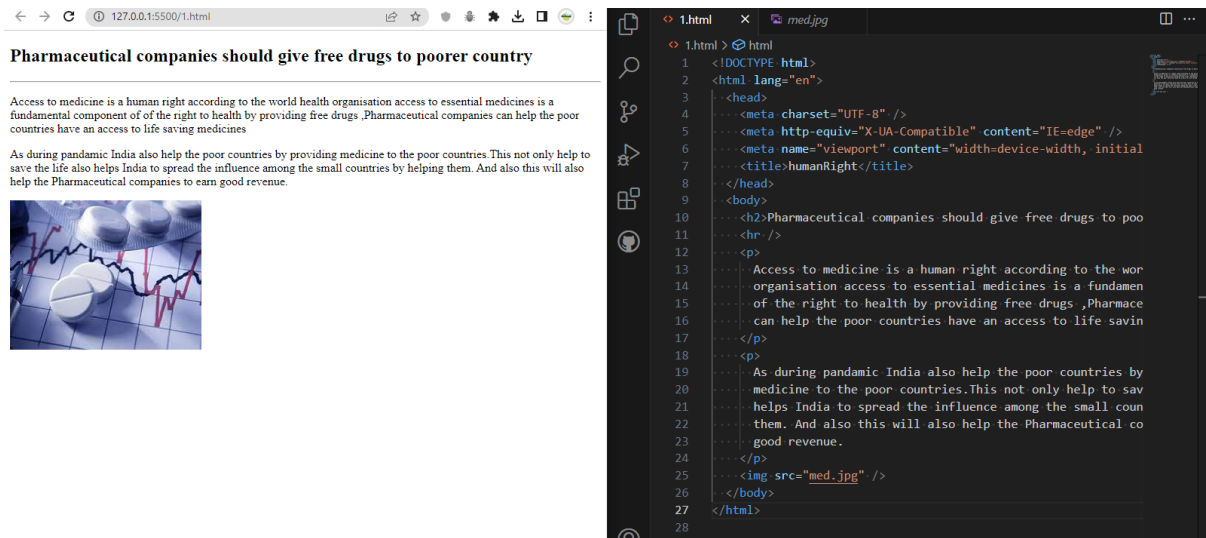 127.0.0.1:5500/1.html
Pharmaceutical companies should give free drugs to poorer country
Access to medicine is a human right according to the world health organisation access to essential medicines is a
fundamental component of of the right to health by providing free drugs ,Pharmaceutical companies can help the poor
countries have an access to life saving medicines
As during pandamic India also help the poor countries by providing medicine to the poor countries.This not only help to
save the life also helps India to spread the influence among the small countries by helping them. And also this will also
help the Pharmaceutical companies to earn good revenue.
1.html
med.jpg
1.html > html
1 <!DOCTYPE html>
2 <html lang="en">
3 <head>
4 <meta charset="UTF-8" />
5 <meta http-equiv="X-UA-Compatible" content="IE=edge" />
6 <meta name="viewport" content="width=device-width, initial
7 <title>humanRight</title>
8 </head>
9 <body>
10 <h2>Pharmaceutical companies should give free drugs to poo
11 <hr />
12 <p>
13 Access to medicine is a human right according to the wor
14 organisation access to essential medicines is a fundamen
15 of the right to health by providing free drugs ,Pharmace
16 can help the poor countries have an access to life savin
17 </p>
18 <p>
19 As during pandamic India also help the poor countries by
20 medicine to the poor countries.This not only help to sav
21 helps India to spread the influence among the small coun
22 them. And also this will also help the Pharmaceutical co
23 good revenue.
24 </p>
25 <img src="med.jpg" />
26 </body>
27 </html>
28